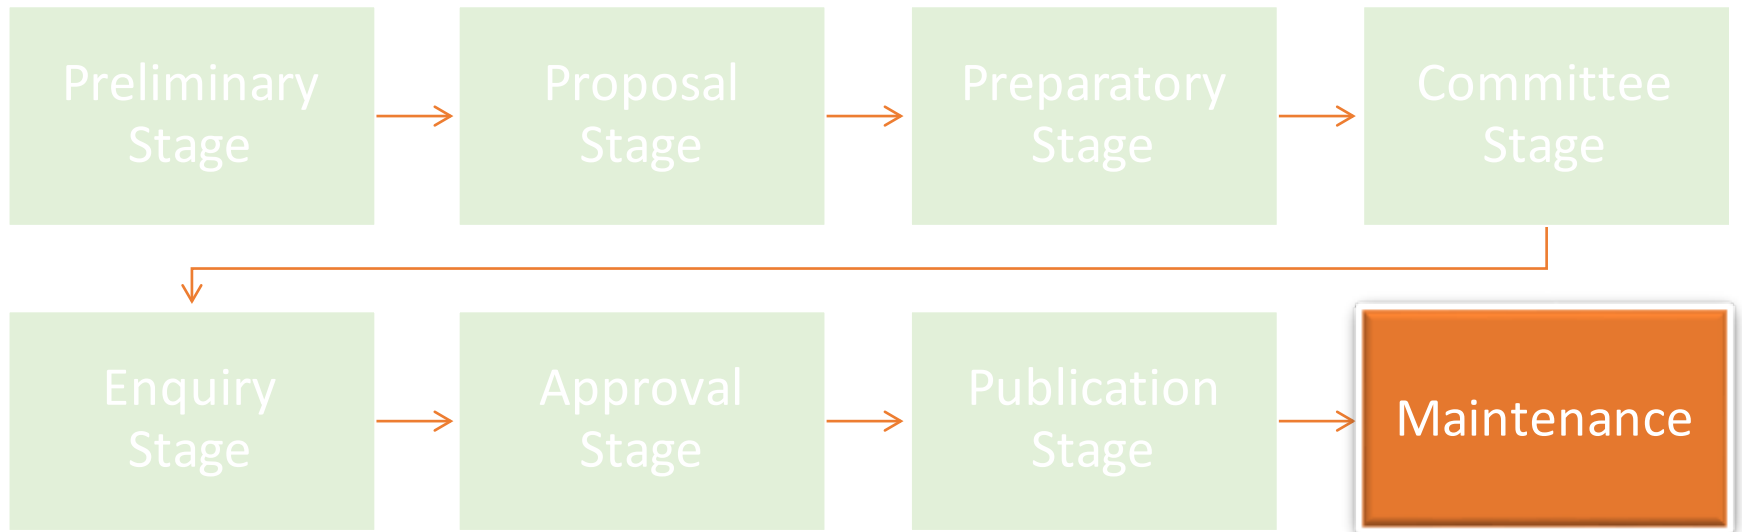 Preliminary
Stage
Proposal
Stage
Preparatory
Stage
Committee
Stage
Enquiry
Stage
Approval
Stage
Publication
Stage
Maintenance